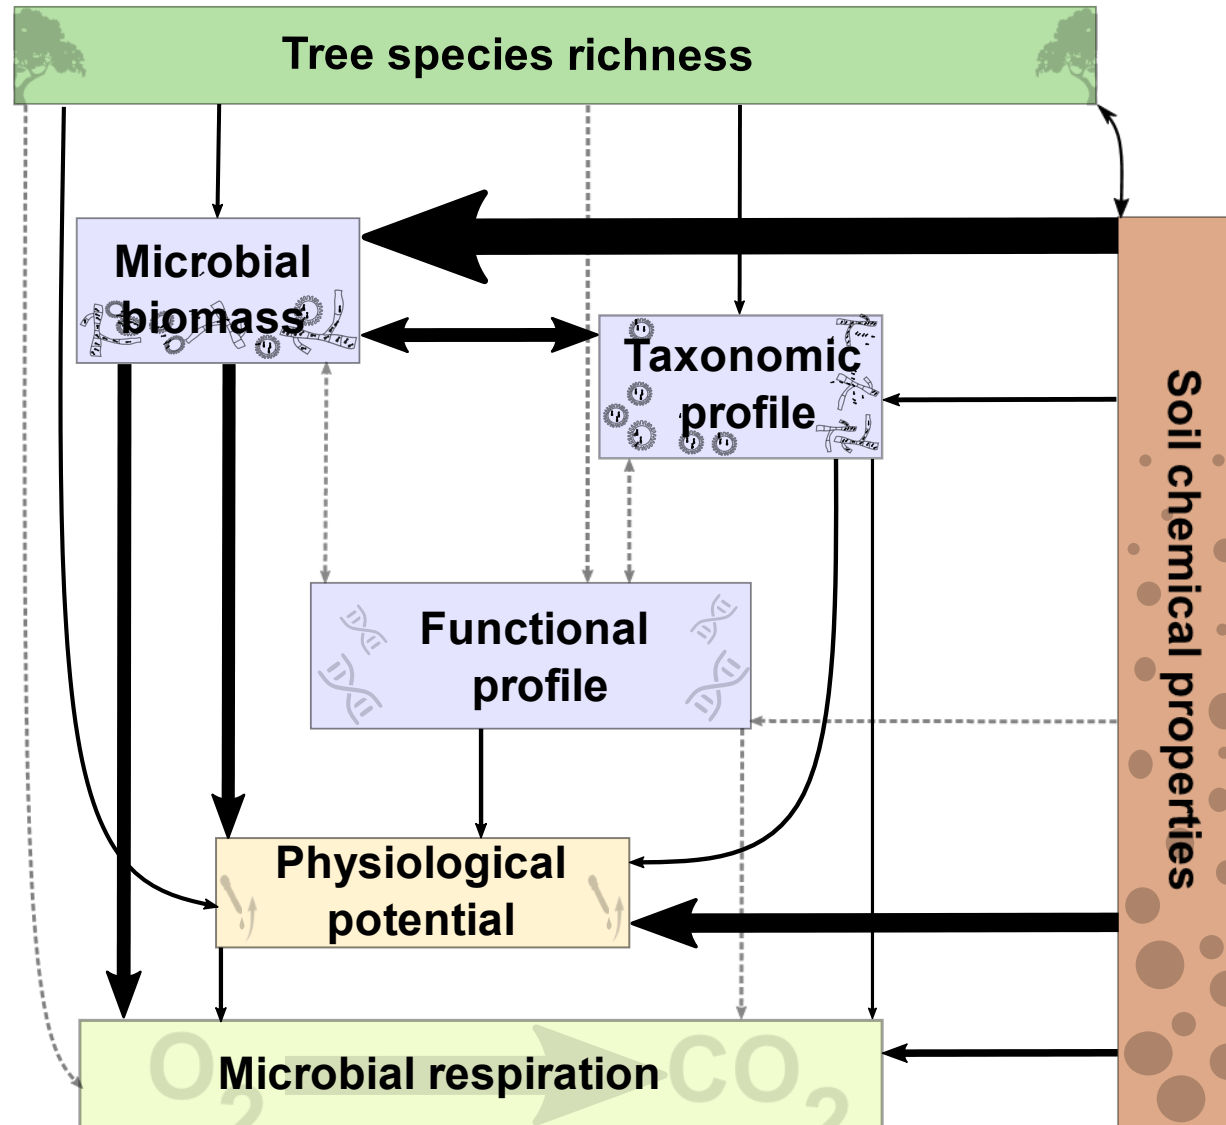 Tree species richness
Microbial
biomass
Taxonomic
profile
Soil chemical properties
Functional
profile
Physiological
potential
O2 CO2
Microbial respiration